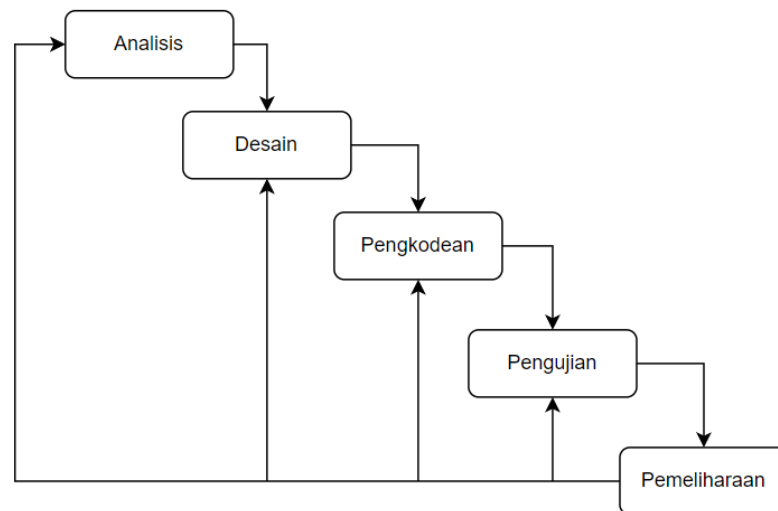 Analisis
Desain
Pengkodean
Pengujian
Pemeliharaan